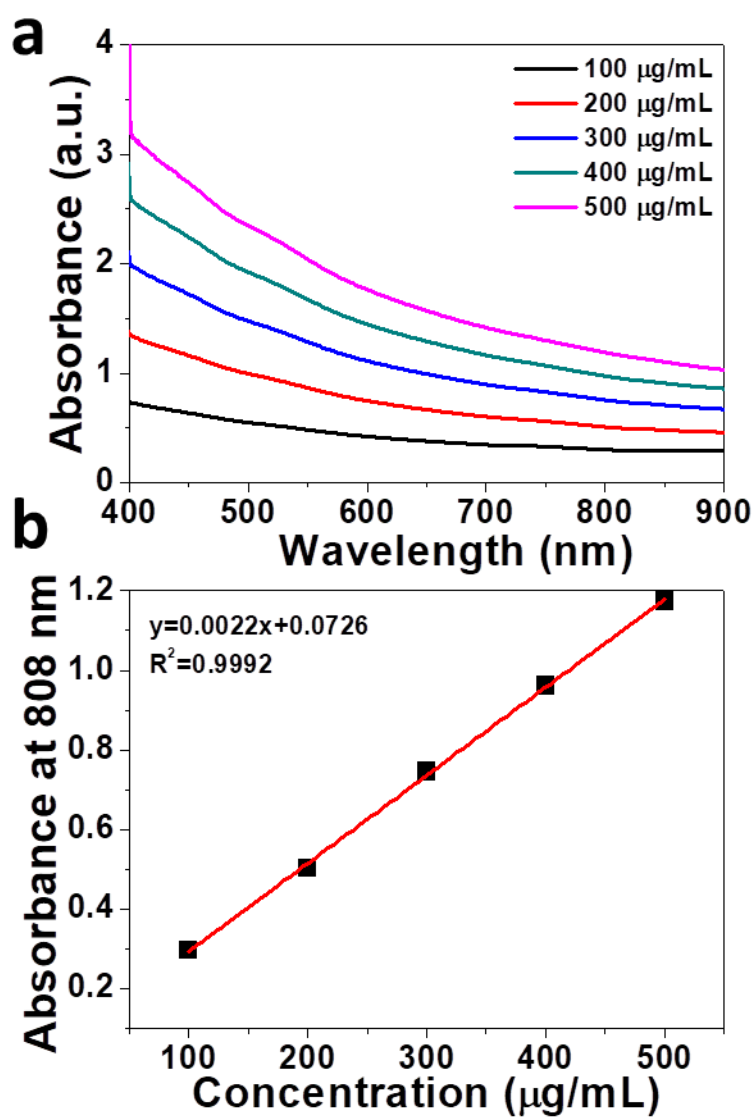 a
Absorbance (a.u.)
4
3
2
1
0
100 μg/mL
200 μg/mL
300 μg/mL
400 μg/mL
500 μg/mL
400 500 600 700 800 900
Wavelength (nm)
b
Absorbance at 808 nm
1.2
1.0
0.8
0.6
0.4
0.2
y=0.0022x+0.0726
R²=0.9992
100 200 300 400 500
Concentration (μg/mL)